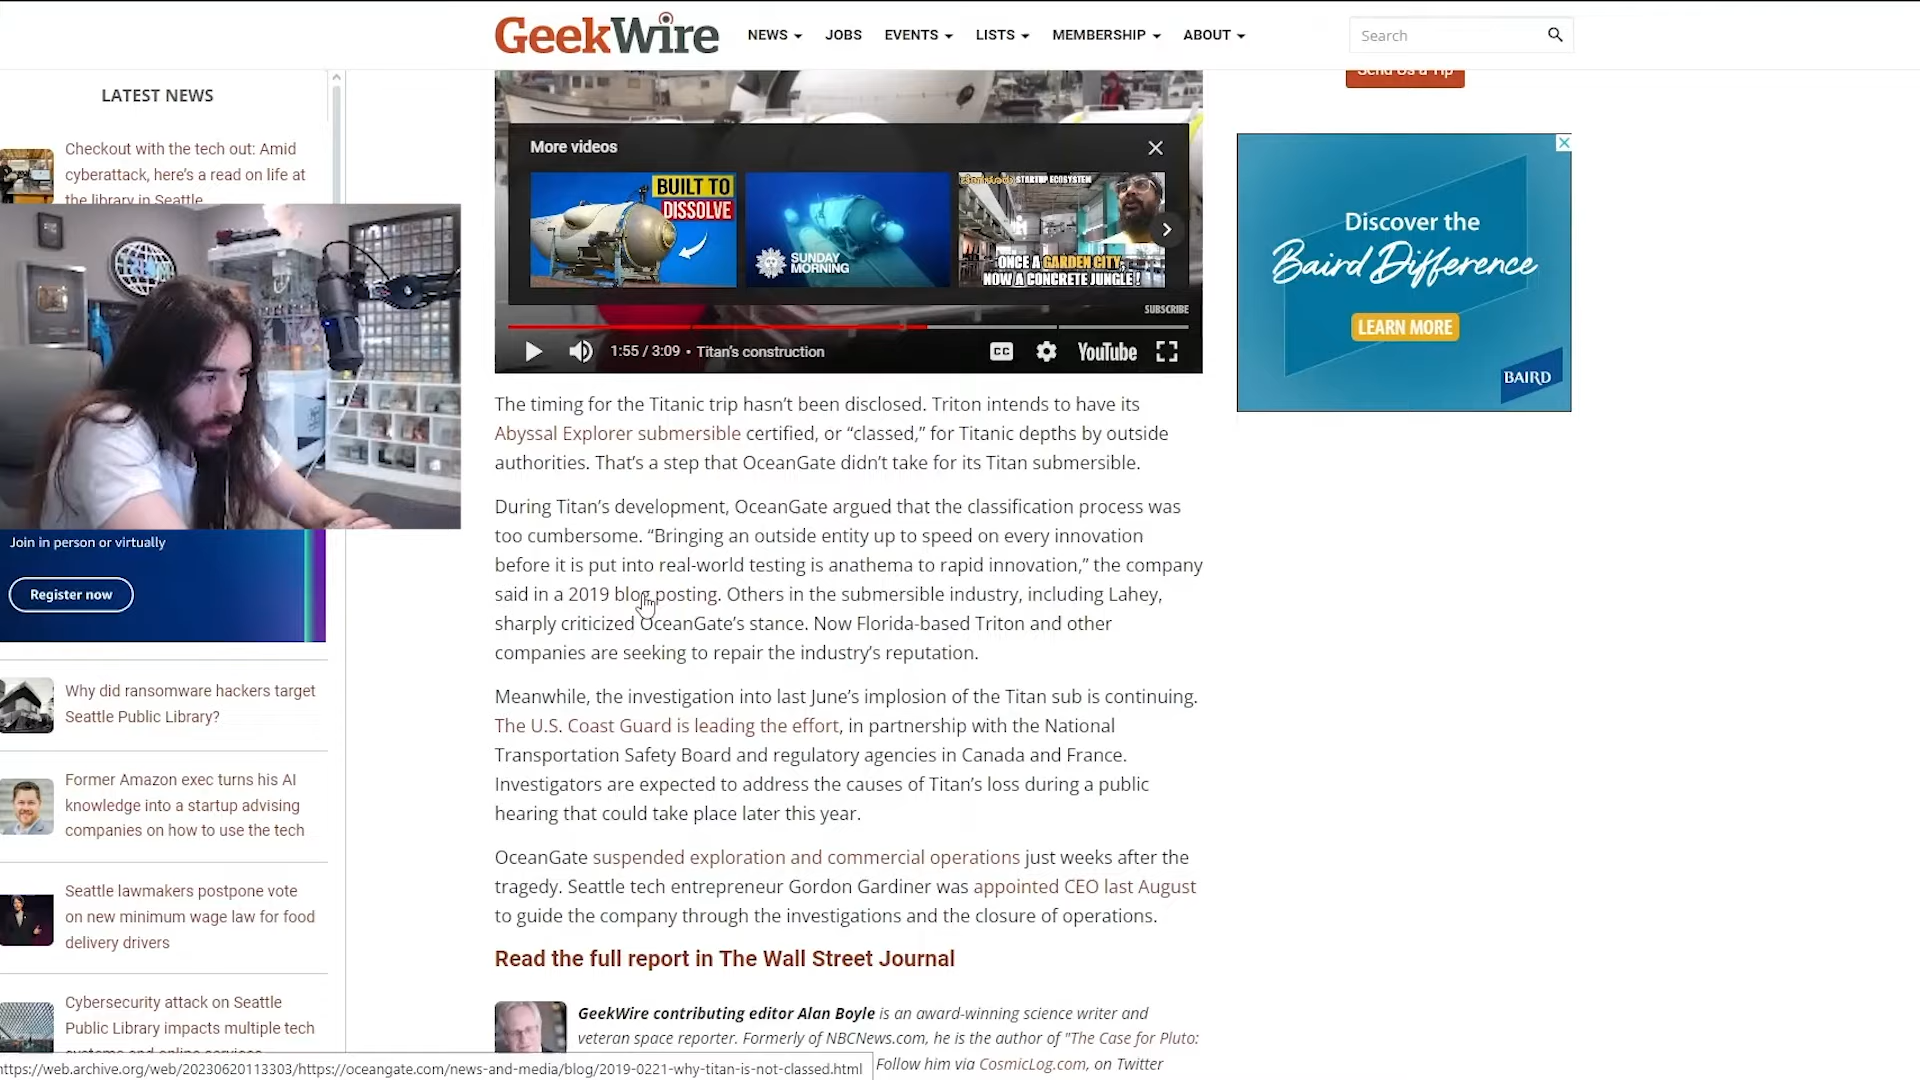 GeekWire
NEWS
JOBS
EVENTS
LISTS
MEMBERSHIP
ABOUT
Search
LATEST NEWS
Checkout with the tech out: Amid
cyberattack, here's a read on life at
the library in Seattle
Join in person or virtually
Register now
Why did ransomware hackers target
Seattle Public Library?
Former Amazon exec turns his AI
knowledge into a startup advising
companies on how to use the tech
Seattle lawmakers postpone vote
on new minimum wage law for food
delivery drivers
Cybersecurity attack on Seattle
Public Library impacts multiple tech
systems and online services
More videos
BUILT TO
DISSOLVE
SUNDAY
MORNING
STARTUP ECOSYSTEM
ONCE A GARDEN CITY,
NOW A CONCRETE JUNGLE !
SUBSCRIBE
1:55 / 3:09 • Titan's construction
CC
YouTube
The timing for the Titanic trip hasn't been disclosed. Triton intends to have its
Abyssal Explorer submersible certified, or “classed,” for Titanic depths by outside
authorities. That's a step that OceanGate didn't take for its Titan submersible.
During Titan's development, OceanGate argued that the classification process was
too cumbersome. “Bringing an outside entity up to speed on every innovation
before it is put into real-world testing is anathema to rapid innovation,” the company
said in a 2019 blog posting. Others in the submersible industry, including Lahey,
sharply criticized OceanGate's stance. Now Florida-based Triton and other
companies are seeking to repair the industry's reputation.
Meanwhile, the investigation into last June's implosion of the Titan sub is continuing.
The U.S. Coast Guard is leading the effort, in partnership with the National
Transportation Safety Board and regulatory agencies in Canada and France.
Investigators are expected to address the causes of Titan's loss during a public
hearing that could take place later this year.
OceanGate suspended exploration and commercial operations just weeks after the
tragedy. Seattle tech entrepreneur Gordon Gardiner was appointed CEO last August
to guide the company through the investigations and the closure of operations.
Read the full report in The Wall Street Journal
GeekWire contributing editor Alan Boyle is an award-winning science writer and
veteran space reporter. Formerly of NBCNews.com, he is the author of "The Case for Pluto:
Follow him via CosmicLog.com, on Twitter
Send Us a Tip
Discover the
Baird Difference
LEARN MORE
BAIRD
https://web.archive.org/web/20230620113303/https://oceangate.com/news-and-media/blog/2019-0221-why-titan-is-not-classed.html